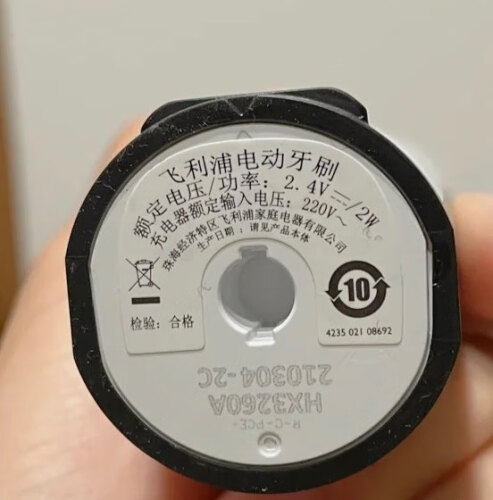 飞利浦电动牙刷
额定电压/功率: 2.4V⎓/2W
充电器额定输入电压: 220V~
珠海经济特区飞利浦家庭电器有限公司
生产日期: 请见产品本体
10
检验: 合格
4235 021 08692
210304-2C
HX3260A
R-C-PCE-